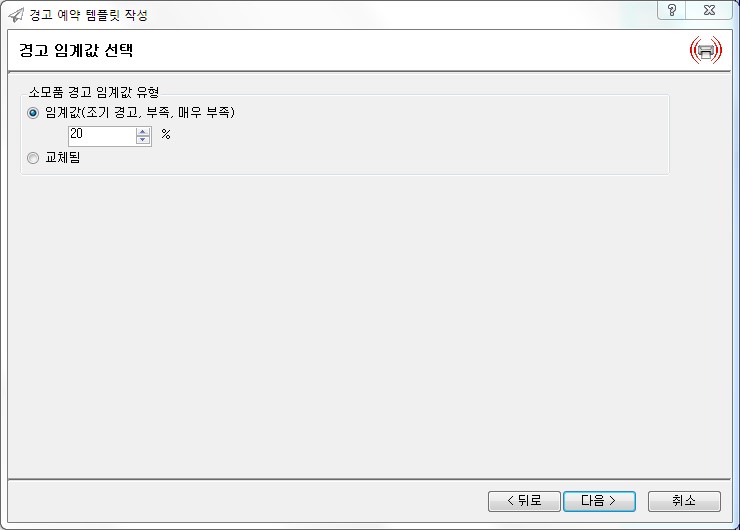 경고 예약 템플릿 작성
경고 임계값 선택
소모품 경고 임계값 유형
임계값(조기 경고, 부족, 매우 부족)
20 %
교체됨
< 뒤로 다음 > 취소